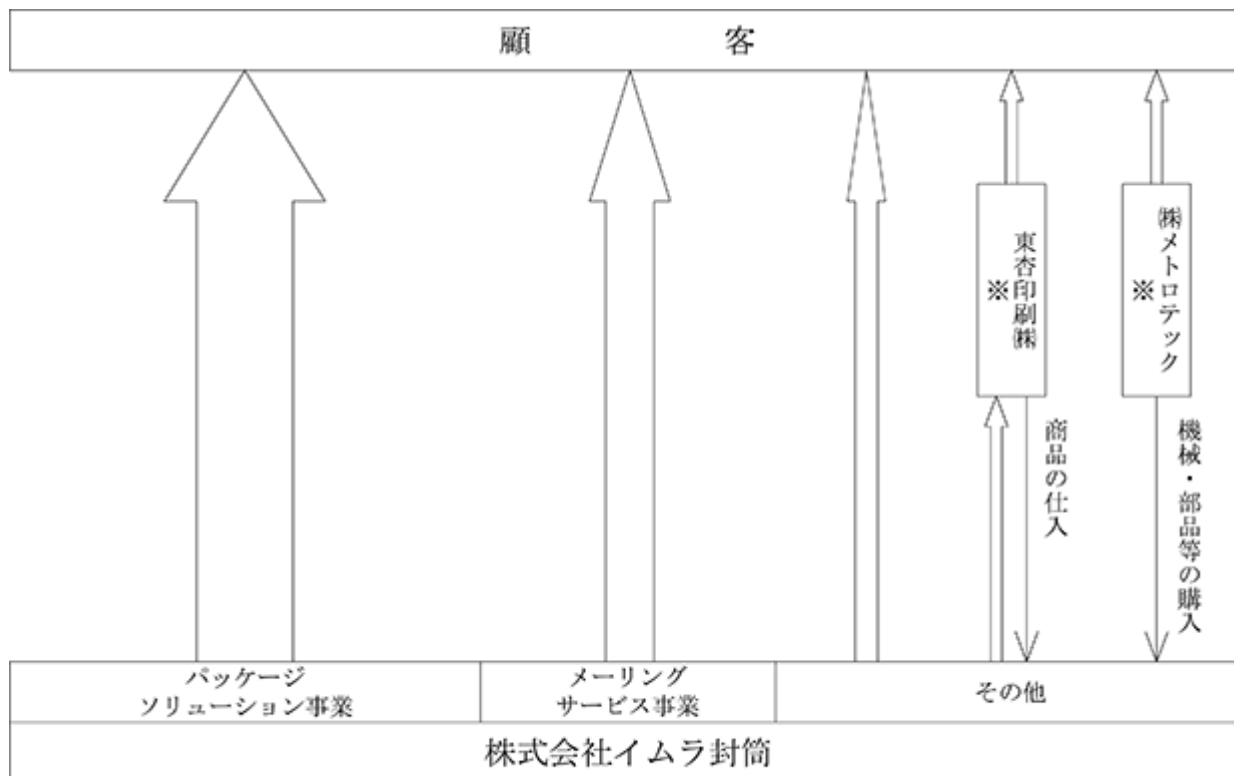 顧客
東杏印刷㈱
※
㈱メトロテック
※
商品の仕入
機械・部品等の購入
パッケージ
ソリューション事業
メーリング
サービス事業
その他
株式会社イムラ封筒